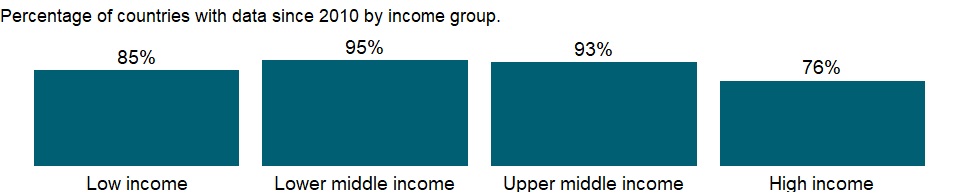 Percentage of countries with data since 2010 by income group.
85% 95% 93% 76%
Low income Lower middle income Upper middle income High income